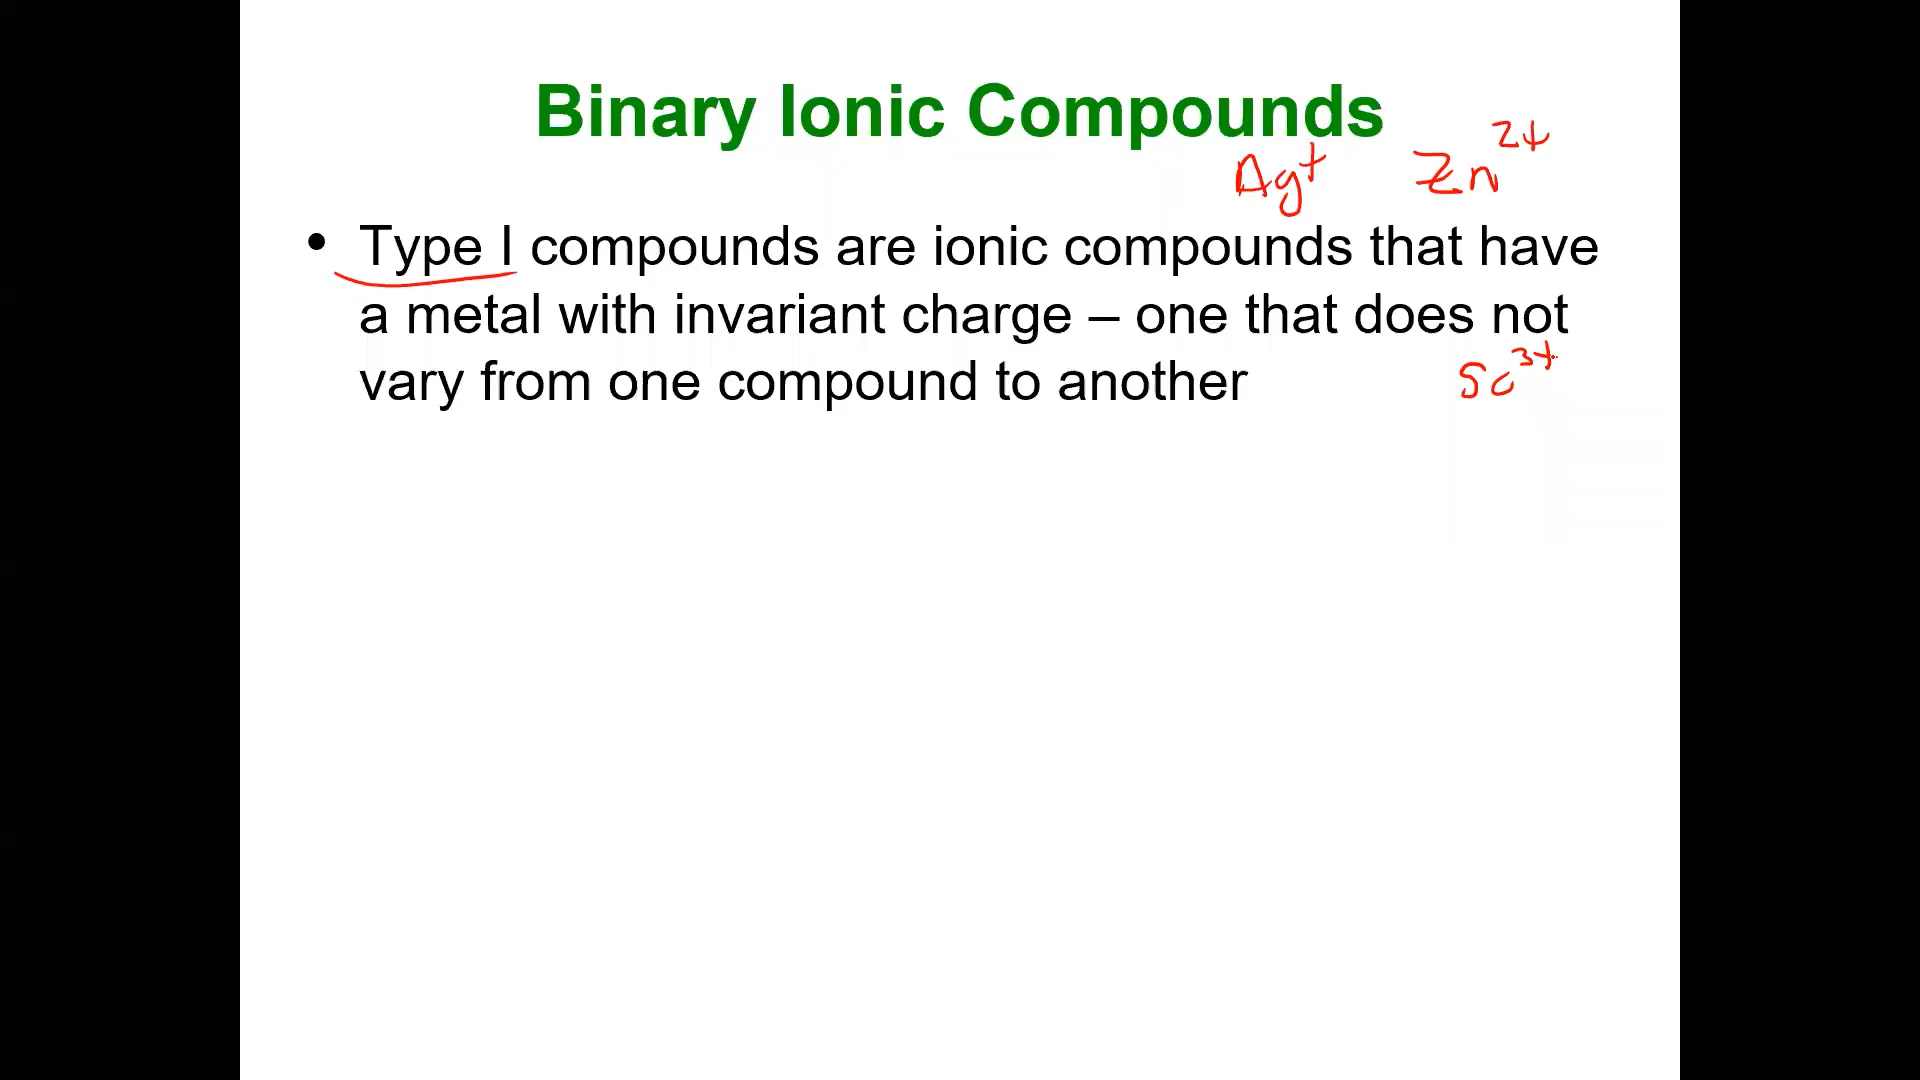 Binary Ionic Compounds
Ag⁺ Zn²⁺
• Type I compounds are ionic compounds that have
a metal with invariant charge – one that does not
vary from one compound to another
Sc³⁺